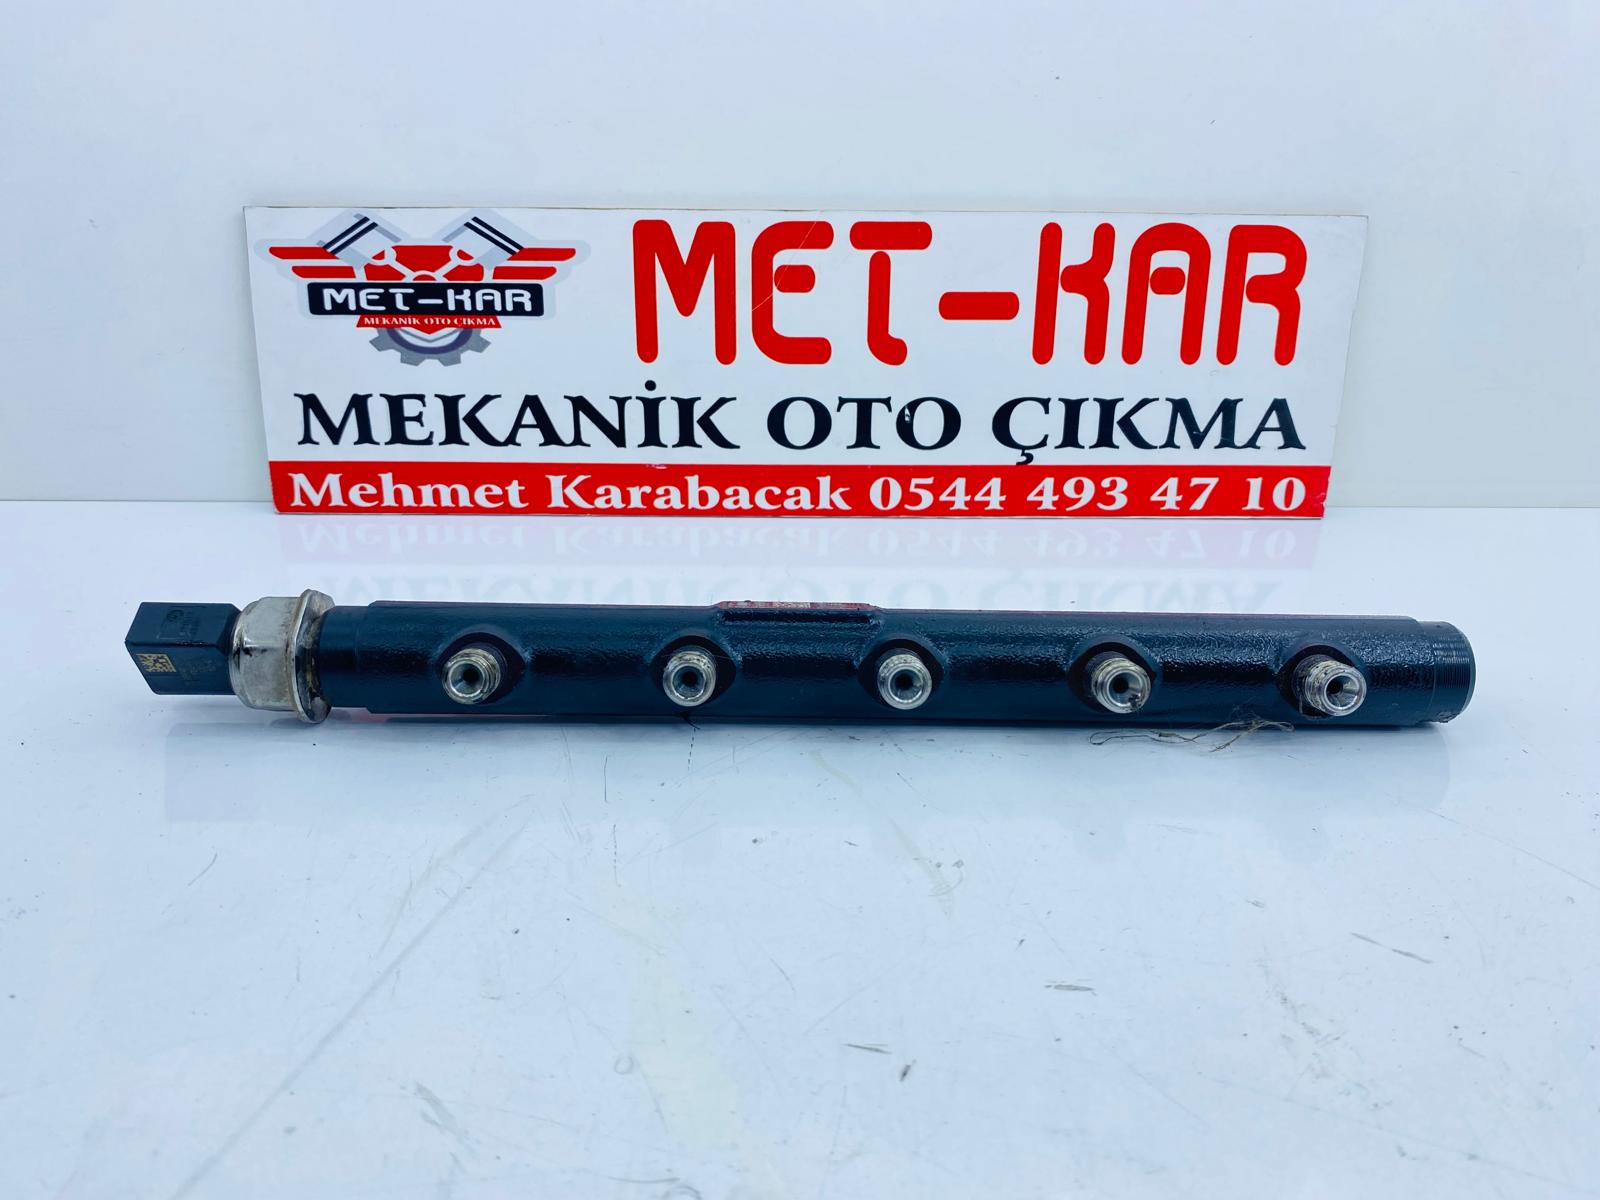 MET-KAR
MEKANİK OTO ÇIKMA
MET-KAR
MEKANİK OTO ÇIKMA
Mehmet Karabacak 0544 493 47 10